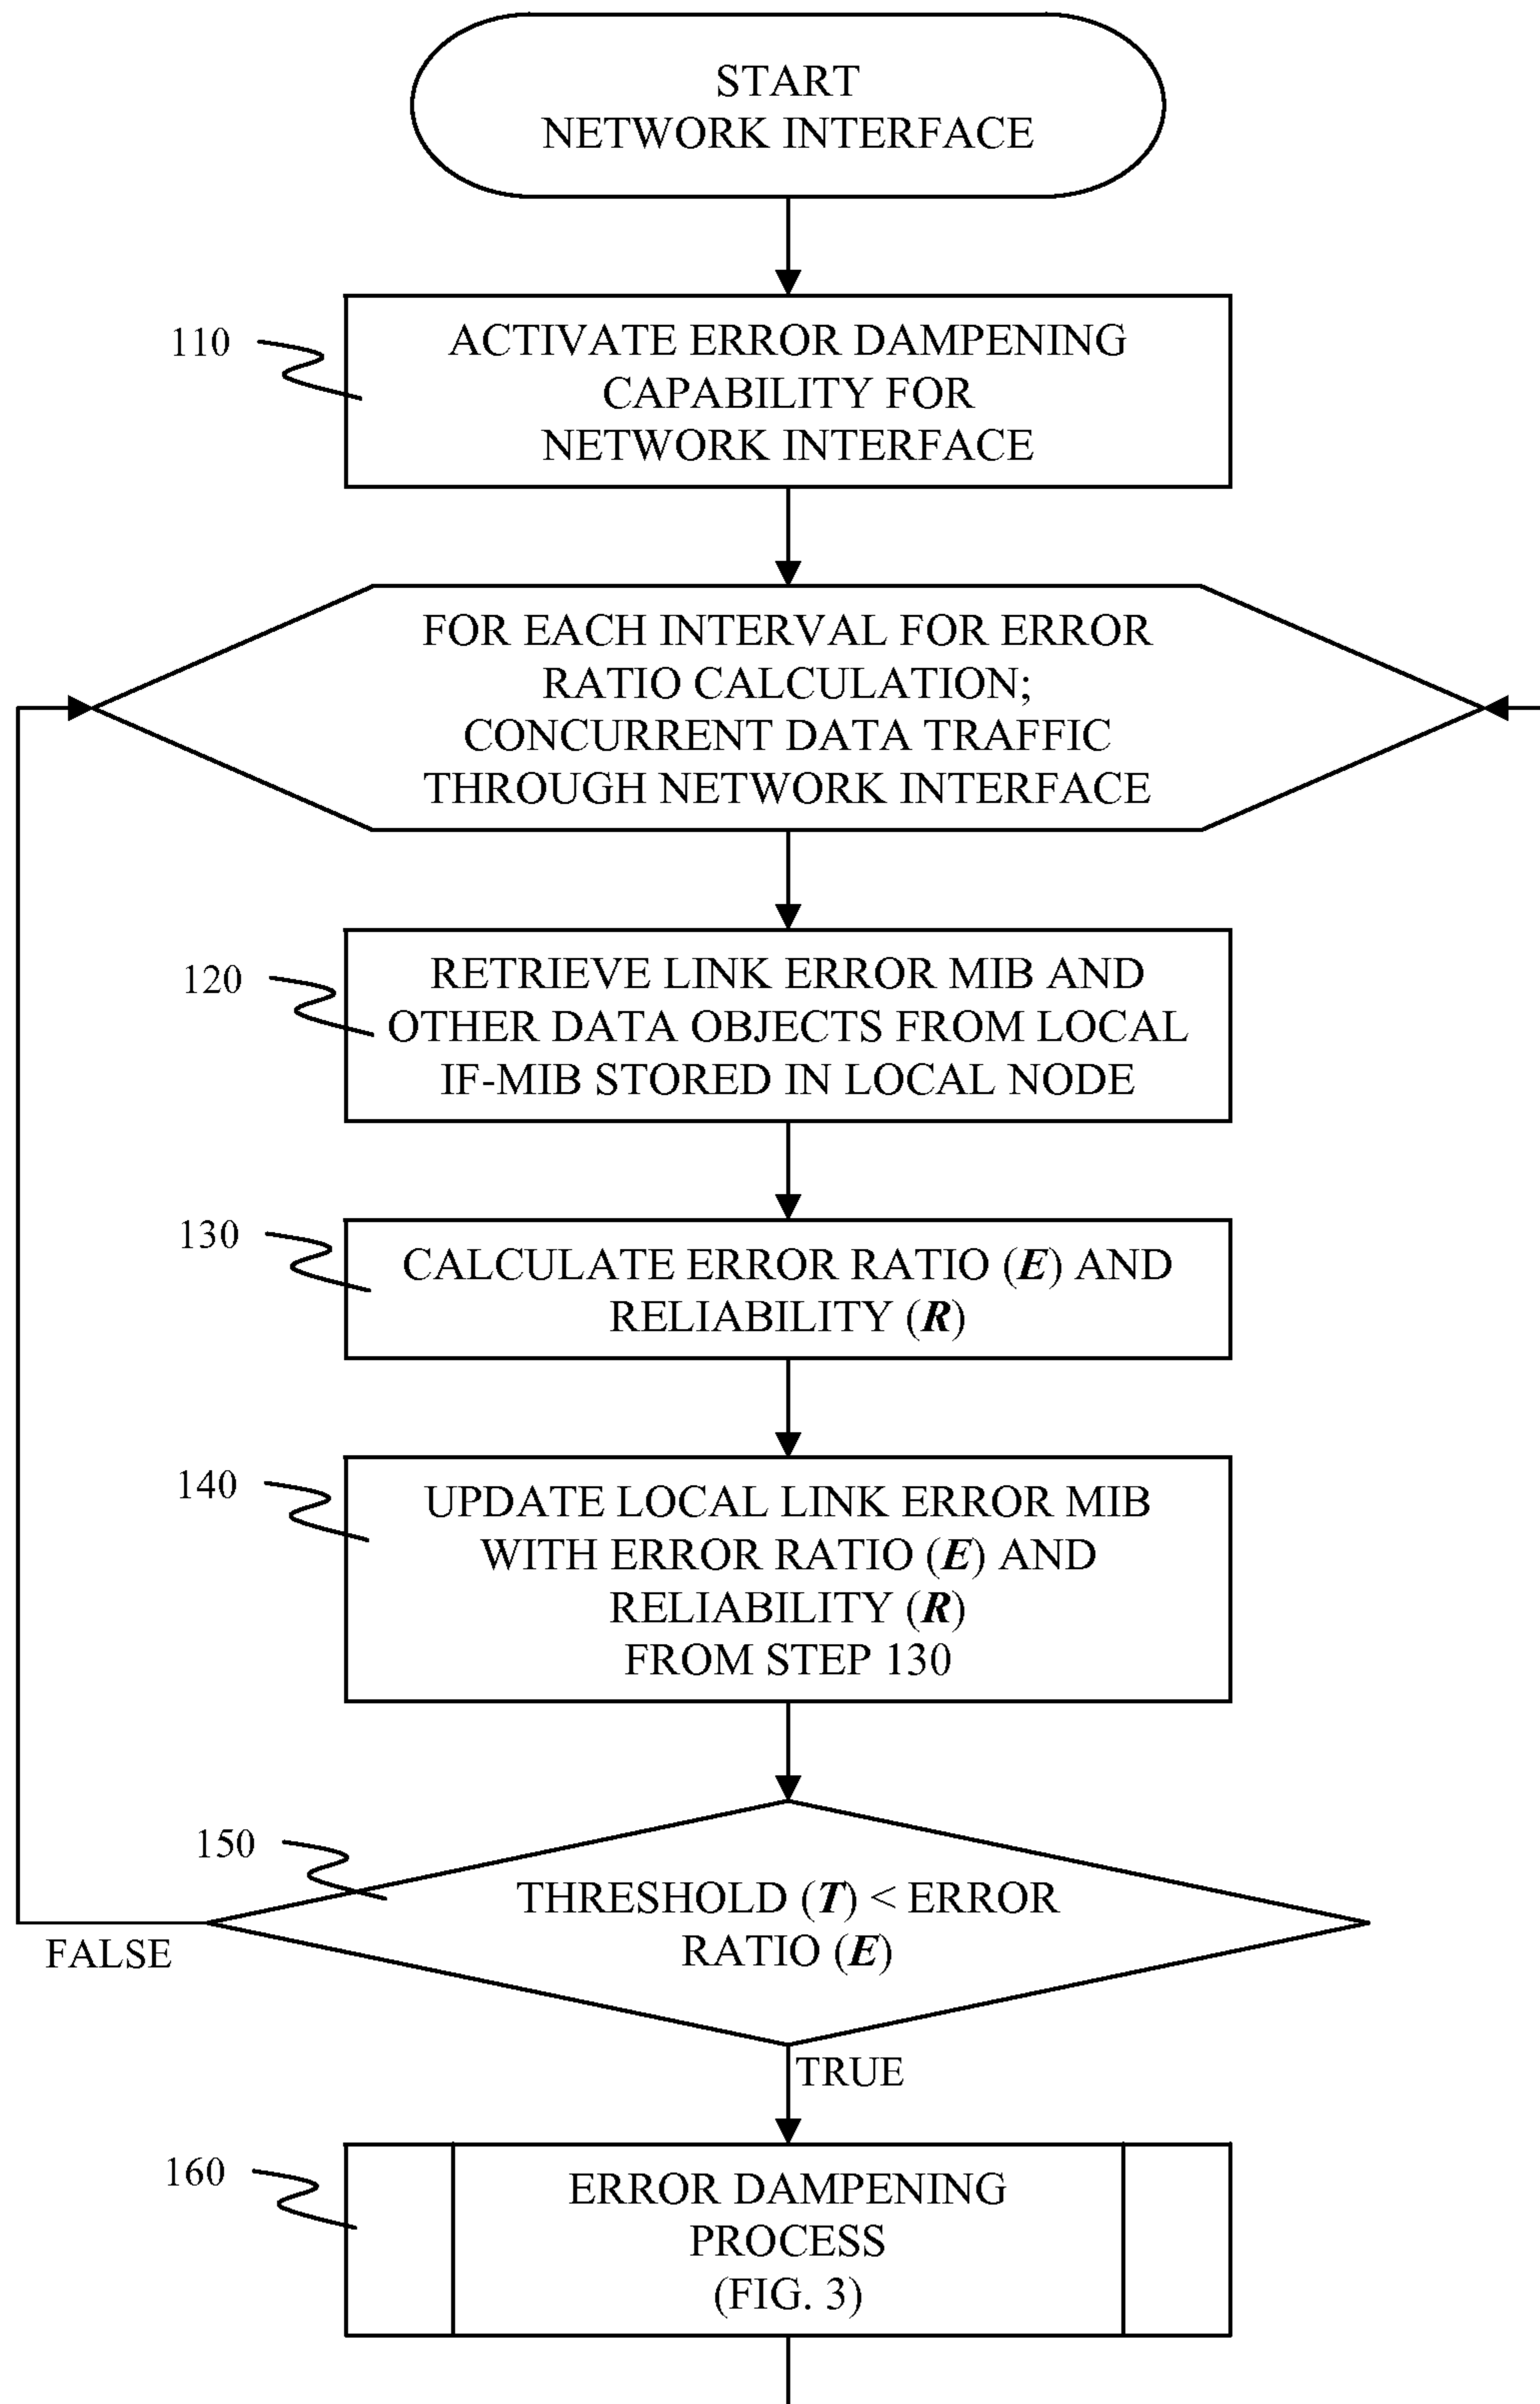 START
NETWORK INTERFACE
110
ACTIVATE ERROR DAMPENING
CAPABILITY FOR
NETWORK INTERFACE
FOR EACH INTERVAL FOR ERROR
RATIO CALCULATION;
CONCURRENT DATA TRAFFIC
THROUGH NETWORK INTERFACE
120
RETRIEVE LINK ERROR MIB AND
OTHER DATA OBJECTS FROM LOCAL
IF-MIB STORED IN LOCAL NODE
130
CALCULATE ERROR RATIO (E) AND
RELIABILITY (R)
140
UPDATE LOCAL LINK ERROR MIB
WITH ERROR RATIO (E) AND
RELIABILITY (R)
FROM STEP 130
150
THRESHOLD (T) < ERROR
RATIO (E)
FALSE
TRUE
160
ERROR DAMPENING
PROCESS
(FIG. 3)